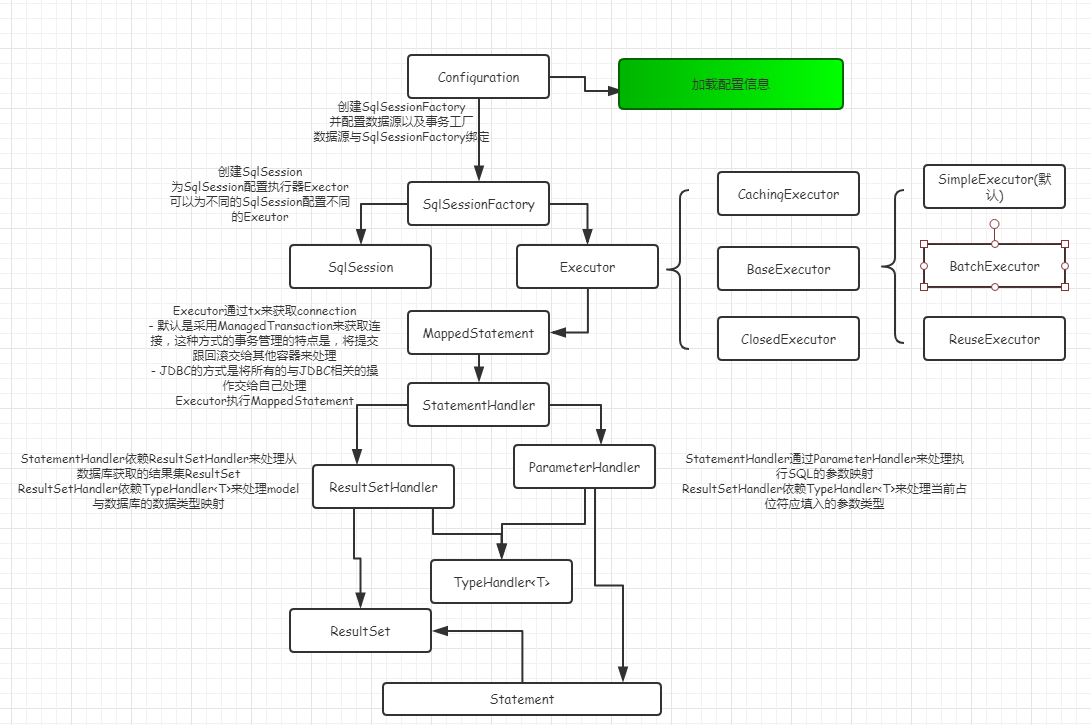 Configuration
加载配置信息
创建SqlSessionFactory
并配置数据源以及事务工厂
数据源与SqlSessionFactory绑定
创建SqlSession
为SqlSession配置执行器Exector
可以为不同的SqlSession配置不同
的Exeutor
SqlSessionFactory
CachingExecutor
SimpleExecutor(默
认)
SqlSession
Executor
BaseExecutor
BatchExecutor
Executor通过tx来获取connection
- 默认是采用ManagedTransaction来获取连
接，这种方式的事务管理的特点是，将提交
跟回滚交给其他容器来处理
- JDBC的方式是将所有的与JDBC相关的操
作交给自己处理
Executor执行MappedStatement
MappedStatement
ClosedExecutor
ReuseExecutor
StatementHandler
StatementHandler依赖ResultSetHandler来处理从
数据库获取的结果集ResultSet
ResultSetHandler依赖TypeHandler<T>来处理model
与数据库的数据类型映射
ResultSetHandler
ParameterHandler
StatementHandler通过ParameterHandler来处理执
行SQL的参数映射
ResultSetHandler依赖TypeHandler<T>来处理当前占
位符应填入的参数类型
TypeHandler<T>
ResultSet
Statement